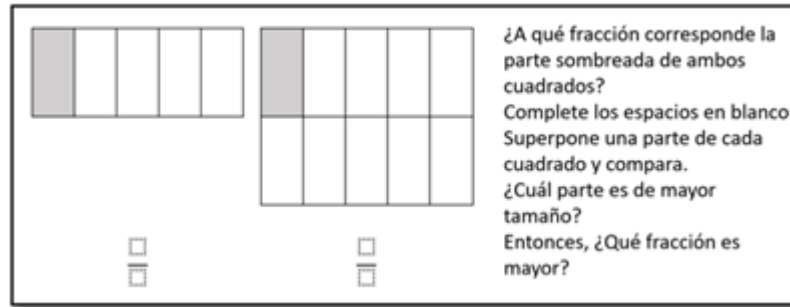 ¿A qué fracción corresponde la
parte sombreada de ambos
cuadrados?
Complete los espacios en blanco
Superpone una parte de cada
cuadrado y compara.
¿Cuál parte es de mayor
tamaño?
Entonces, ¿Qué fracción es
mayor?